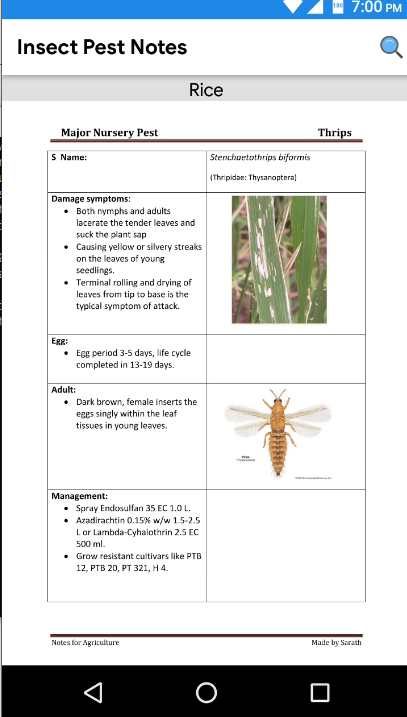 100 7:00 PM
Insect Pest Notes
Rice
Major Nursery Pest Thrips
S Name:
Stenchaetothrips biformis
(Thripidae: Thysanoptera)
Damage symptoms:
• Both nymphs and adults
lacerate the tender leaves and
suck the plant sap
• Causing yellow or silvery streaks
on the leaves of young
seedlings.
• Terminal rolling and drying of
leaves from tip to base is the
typical symptom of attack.
Egg:
• Egg period 3-5 days, life cycle
completed in 13-19 days.
Adult:
• Dark brown, female inserts the
eggs singly within the leaf
tissues in young leaves.
Management:
• Spray Endosulfan 35 EC 1.0 L.
• Azadirachtin 0.15% w/w 1.5-2.5
L or Lambda-Cyhalothrin 2.5 EC
500 ml.
• Grow resistant cultivars like PTB
12, PTB 20, PT 321, H 4.
Notes for Agriculture Made by Sarath